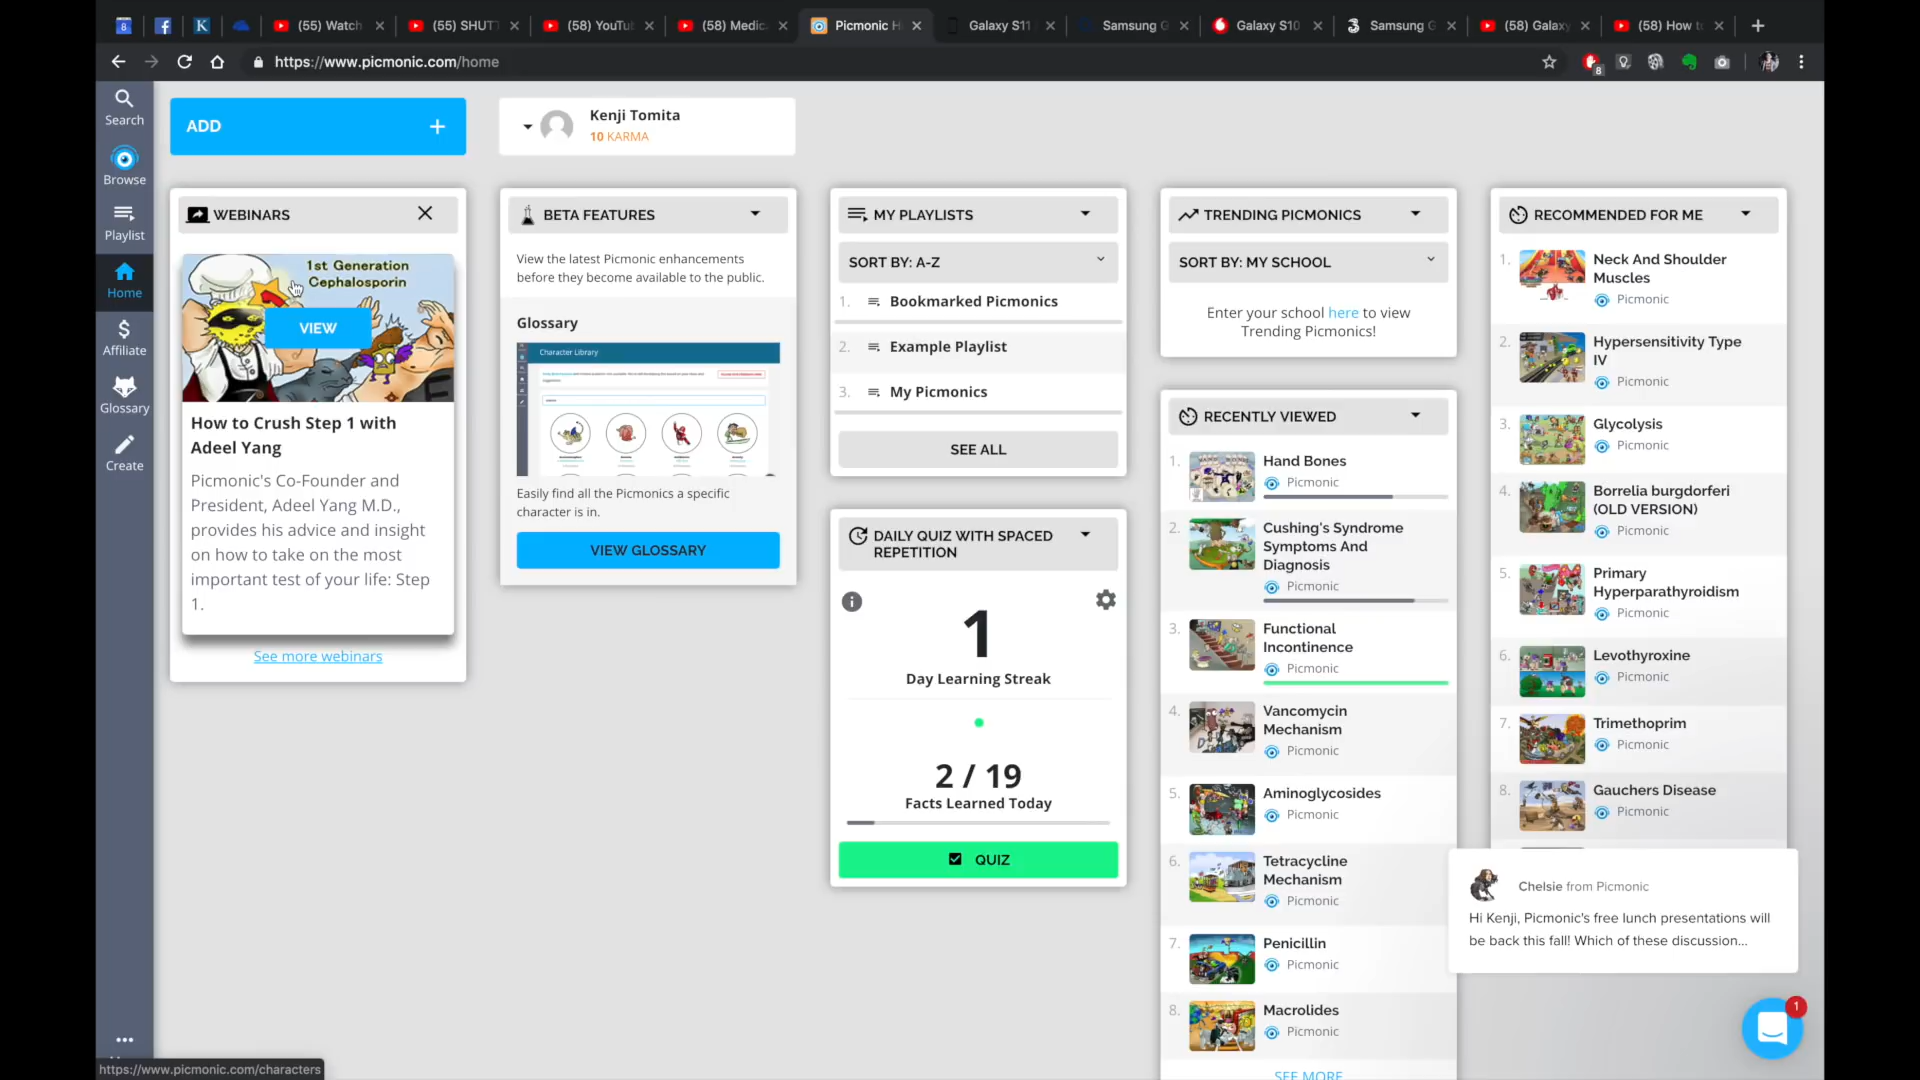 (55) Watch
(55) SHUT
(58) YouTu
(58) Medic
Picmonic H
Galaxy S11
Samsung G
Galaxy S10
Samsung G
(58) Galaxy
(58) How to
https://www.picmonic.com/home
8
Search
Browse
Playlist
Home
Affiliate
Glossary
Create
ADD
Kenji Tomita
10 KARMA
WEBINARS
1st Generation
Cephalosporin
VIEW
How to Crush Step 1 with
Adeel Yang
Picmonic's Co-Founder and
President, Adeel Yang M.D.,
provides his advice and insight
on how to take on the most
important test of your life: Step
1.
See more webinars
BETA FEATURES
View the latest Picmonic enhancements
before they become available to the public.
Glossary
Character Library
Easily find all the Picmonics a specific
character is in.
VIEW GLOSSARY
MY PLAYLISTS
SORT BY: A-Z
1. Bookmarked Picmonics
2. Example Playlist
3. My Picmonics
SEE ALL
DAILY QUIZ WITH SPACED
REPETITION
1
Day Learning Streak
2 / 19
Facts Learned Today
QUIZ
TRENDING PICMONICS
SORT BY: MY SCHOOL
Enter your school here to view
Trending Picmonics!
RECENTLY VIEWED
1. Hand Bones
Picmonic
2. Cushing's Syndrome
Symptoms And
Diagnosis
Picmonic
3. Functional
Incontinence
Picmonic
4. Vancomycin
Mechanism
Picmonic
5. Aminoglycosides
Picmonic
6. Tetracycline
Mechanism
Picmonic
7. Penicillin
Picmonic
8. Macrolides
Picmonic
SEE MORE
RECOMMENDED FOR ME
1. Neck And Shoulder
Muscles
Picmonic
2. Hypersensitivity Type
IV
Picmonic
3. Glycolysis
Picmonic
4. Borrelia burgdorferi
(OLD VERSION)
Picmonic
5. Primary
Hyperparathyroidism
Picmonic
6. Levothyroxine
Picmonic
7. Trimethoprim
Picmonic
8. Gauchers Disease
Picmonic
Chelsie from Picmonic
Hi Kenji, Picmonic's free lunch presentations will
be back this fall! Which of these discussion...
1
https://www.picmonic.com/characters